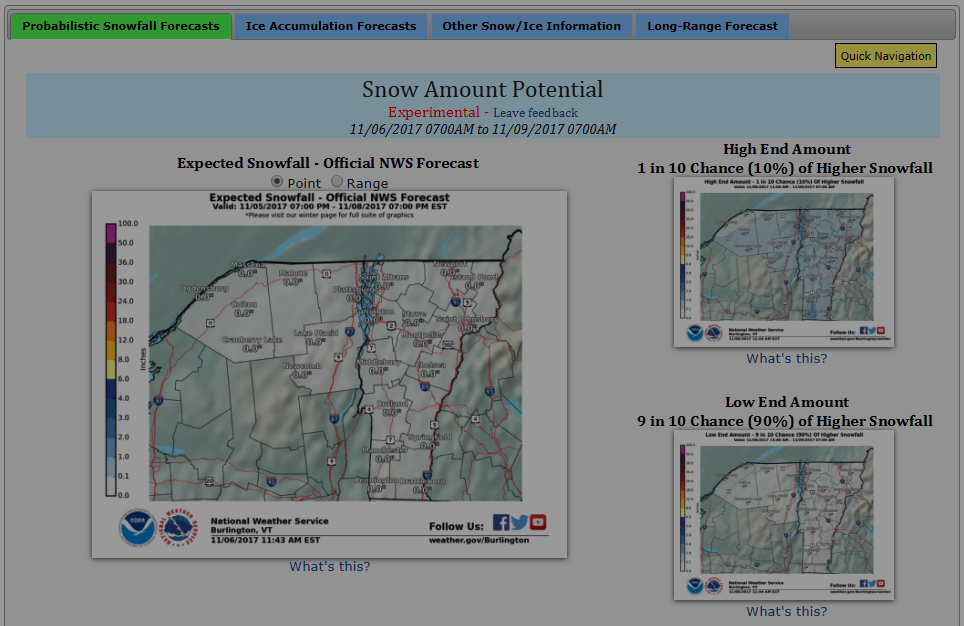 Probabilistic Snowfall Forecasts
Ice Accumulation Forecasts
Other Snow/Ice Information
Long-Range Forecast
Quick Navigation
Snow Amount Potential
Experimental - Leave feedback
11/06/2017 0700AM to 11/09/2017 0700AM
Expected Snowfall - Official NWS Forecast
Point Range
Expected Snowfall - Official NWS Forecast
Valid: 11/05/2017 07:00 PM - 11/08/2017 07:00 PM EST
*Please visit our winter page for full suite of graphics
100.0
50.0
36.0
30.0
24.0
18.0
12.0
8.0
6.0
4.0
3.0
2.0
1.0
0.1
0.0
Inches
Massena
0.0"
Malone
0.0"
Saint Albans
Newport
0.0"
Island Pond
0.0"
Ogdensburg
0.0"
Plattsburgh
0.0"
Colton
0.0"
Burlington
0.0"
Stowe
0.0"
Saint Johnsbury
0.0"
Lake Placid
0.0"
Montpelier
0.0"
Cranberry Lake
0.0"
Newcomb
0.0"
Middlebury
0.0"
Chelsea
0.0"
Rutland
0.0"
Springfield
0.0"
Manchester
0.0"
Bennington
0.0"
Brattleboro
0.0"
NOAA
National Weather Service
Burlington, VT
11/06/2017 11:43 AM EST
Follow Us:
weather.gov/Burlington
What's this?
High End Amount
1 in 10 Chance (10%) of Higher Snowfall
High End Amount - 1 in 10 Chance (10%) Of Higher Snowfall
National Weather Service
Burlington, VT
Follow Us:
What's this?
Low End Amount
9 in 10 Chance (90%) of Higher Snowfall
Low End Amount - 9 in 10 Chance (90%) Of Higher Snowfall
National Weather Service
Burlington, VT
Follow Us:
What's this?